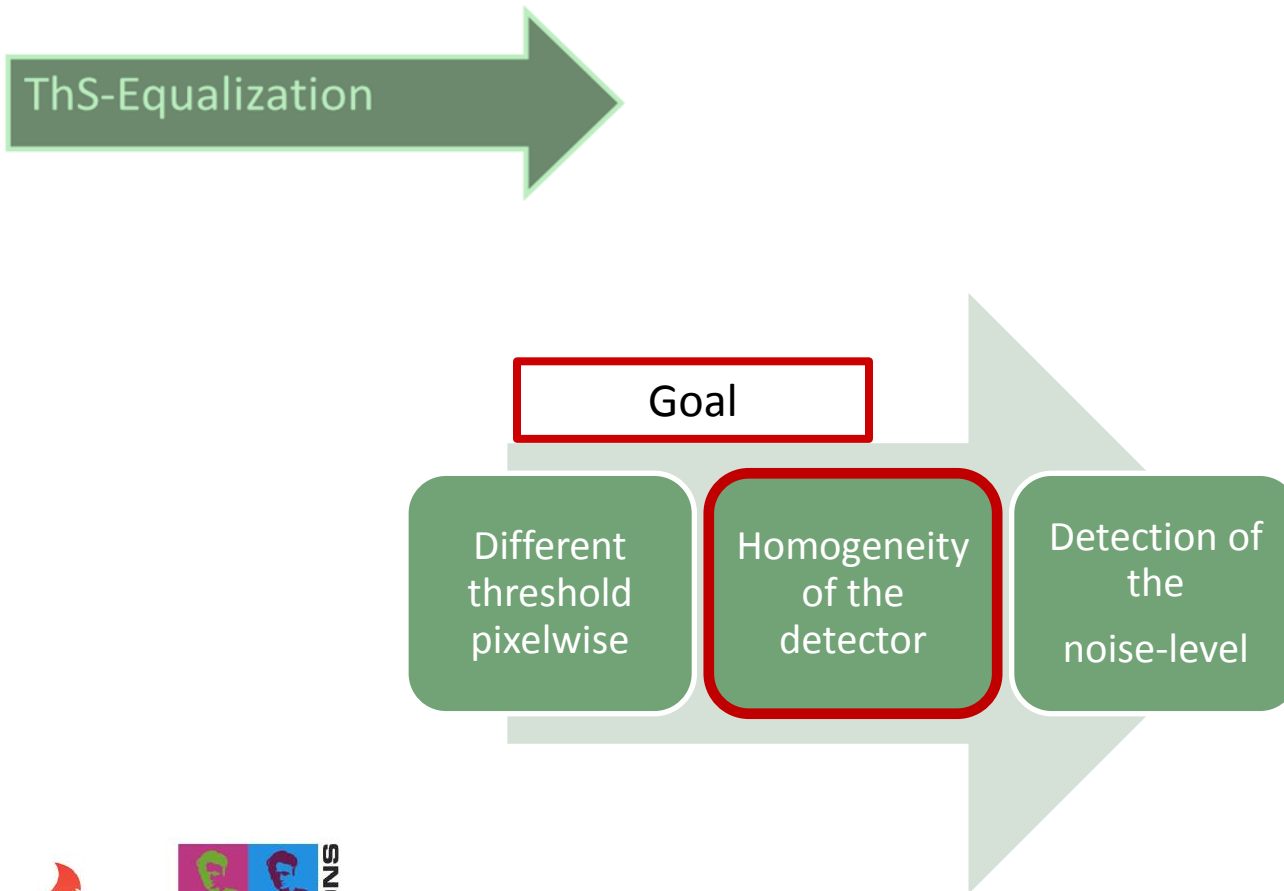 ThS-Equalization
Goal
Different
threshold
pixelwise
Homogeneity
of the
detector
Detection of
the
noise-level